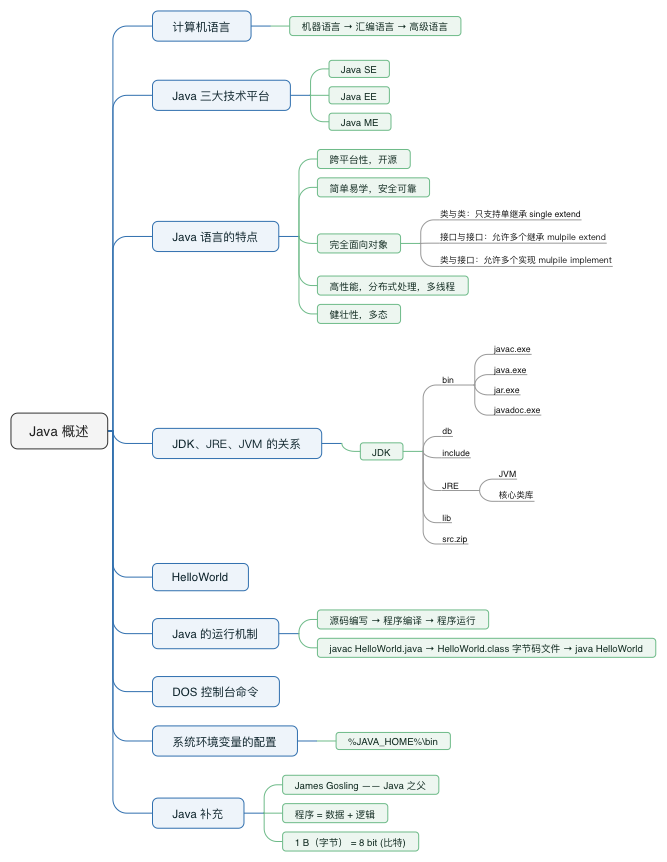 Java 概述
计算机语言
机器语言 → 汇编语言 → 高级语言
Java 三大技术平台
Java SE
Java EE
Java ME
Java 语言的特点
跨平台性，开源
简单易学，安全可靠
完全面向对象
类与类：只支持单继承 single extend
接口与接口：允许多个继承 mulpile extend
类与接口：允许多个实现 mulpile implement
高性能，分布式处理，多线程
健壮性，多态
JDK、JRE、JVM 的关系
JDK
bin
javac.exe
java.exe
jar.exe
javadoc.exe
db
include
JRE
JVM
核心类库
lib
src.zip
HelloWorld
Java 的运行机制
源码编写 → 程序编译 → 程序运行
javac HelloWorld.java → HelloWorld.class 字节码文件 → java HelloWorld
DOS 控制台命令
系统环境变量的配置
%JAVA_HOME%\bin
Java 补充
James Gosling —— Java 之父
程序 = 数据 + 逻辑
1 B（字节） = 8 bit (比特)